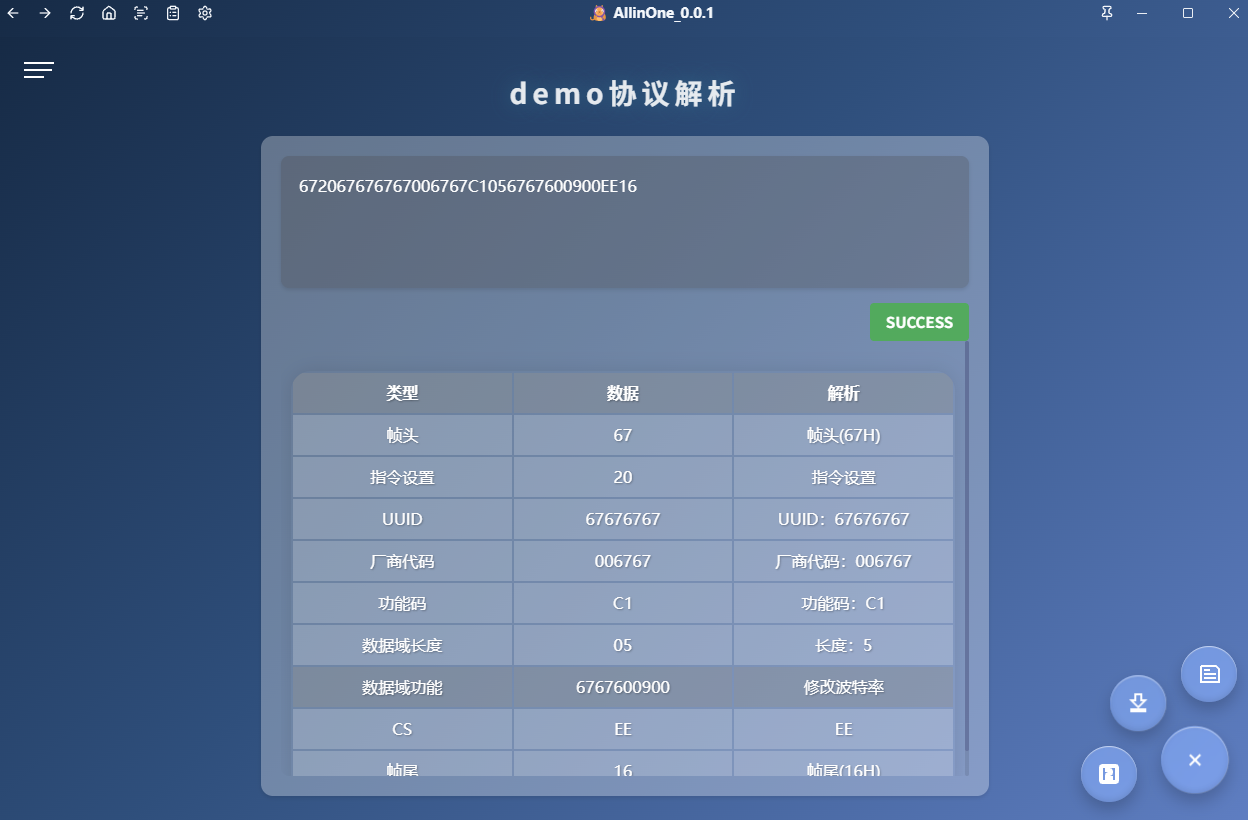 AllinOne_0.0.1
demo协议解析
672067676767006767C1056767600900EE16
SUCCESS
类型 数据 解析
帧头 67 帧头(67H)
指令设置 20 指令设置
UUID 67676767 UUID：67676767
厂商代码 006767 厂商代码：006767
功能码 C1 功能码：C1
数据域长度 05 长度：5
数据域功能 6767600900 修改波特率
CS EE EE
帧尾 16 帧尾(16H)